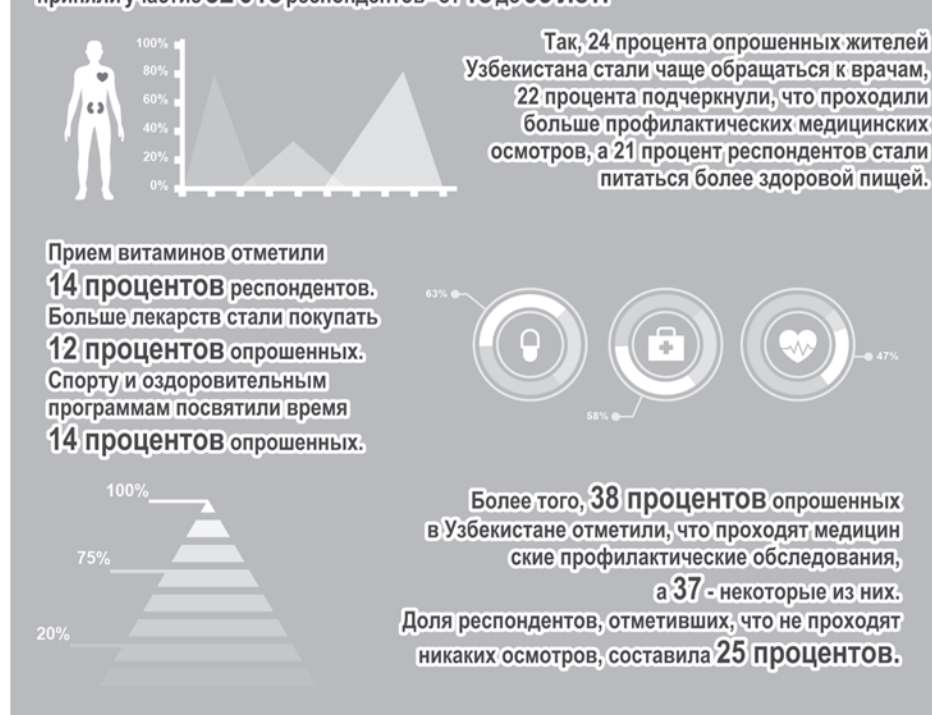 100%
80%
60%
40%
20%
0%
Так, 24 процента опрошенных жителей
Узбекистана стали чаще обращаться к врачам,
22 процента подчеркнули, что проходили
больше профилактических медицинских
осмотров, а 21 процент респондентов стали
питаться более здоровой пищей.
Прием витаминов отметили
14 процентов респондентов.
Больше лекарств стали покупать
12 процентов опрошенных.
Спорту и оздоровительным
программам посвятили время
14 процентов опрошенных.
63%
58%
47%
100%
75%
20%
Более того, 38 процентов опрошенных
в Узбекистане отметили, что проходят медицин
ские профилактические обследования,
а 37 - некоторые из них.
Доля респондентов, отметивших, что не проходят
никаких осмотров, составила 25 процентов.